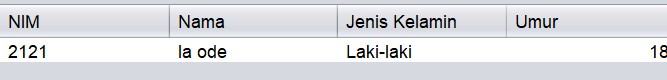 NIM Nama Jenis Kelamin Umur
2121 la ode Laki-laki 18